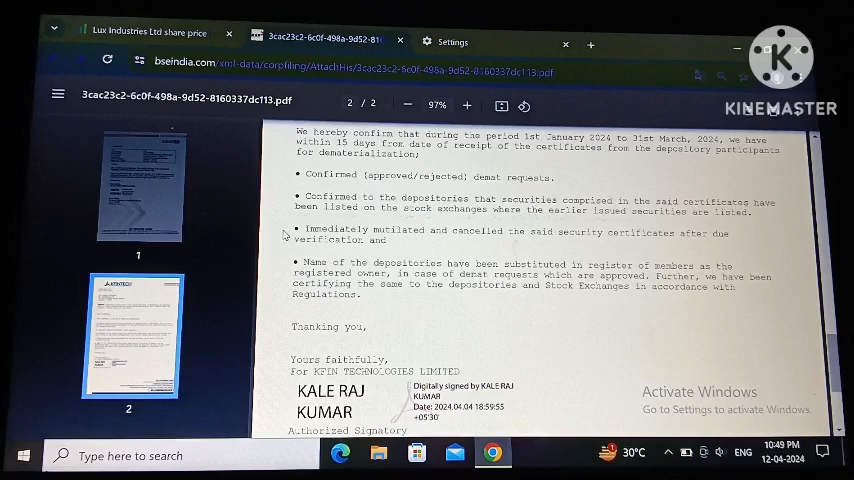 Lux Industries Ltd share price
3cac23c2-6c0f-498a-9d52-816
Settings
bseindia.com/xml-data/corpfiling/AttachHis/3cac23c2-6c0f-498a-9d52-8160337dc113.pdf
KINEMASTER
3cac23c2-6c0f-498a-9d52-8160337dc113.pdf
2 / 2
97%
We hereby confirm that during the period 1st January 2024 to 31st March, 2024, we have
within 15 days from date of receipt of the certificates from the depository participants
for dematerialization;
• Confirmed (approved/rejected) demat requests.
• Confirmed to the depositories that securities comprised in the said certificates have
been listed on the stock exchanges where the earlier issued securities are listed.
• Immediately mutilated and cancelled the said security certificates after due
verification and
• Name of the depositories have been substituted in register of members as the
registered owner, in case of demat requests which are approved. Further, we have been
certifying the same to the depositories and Stock Exchanges in accordance with
Regulations.
Thanking you,
Yours faithfully,
For KFIN TECHNOLOGIES LIMITED
KALE RAJ
KUMAR
Digitally signed by KALE RAJ
KUMAR
Date: 2024.04.04 18:59:55
+05'30'
Authorized Signatory
1
KFINTECH
2
Activate Windows
Go to Settings to activate Windows.
Type here to search
1
30°C
ENG
10:49 PM
12-04-2024